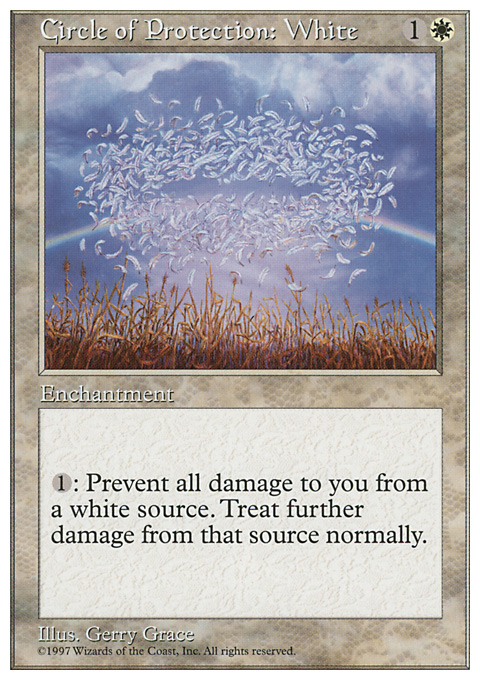 Circle of Protection: White 1
Enchantment
1: Prevent all damage to you from
a white source. Treat further
damage from that source normally.
Illus. Gerry Grace
©1997 Wizards of the Coast, Inc. All rights reserved.